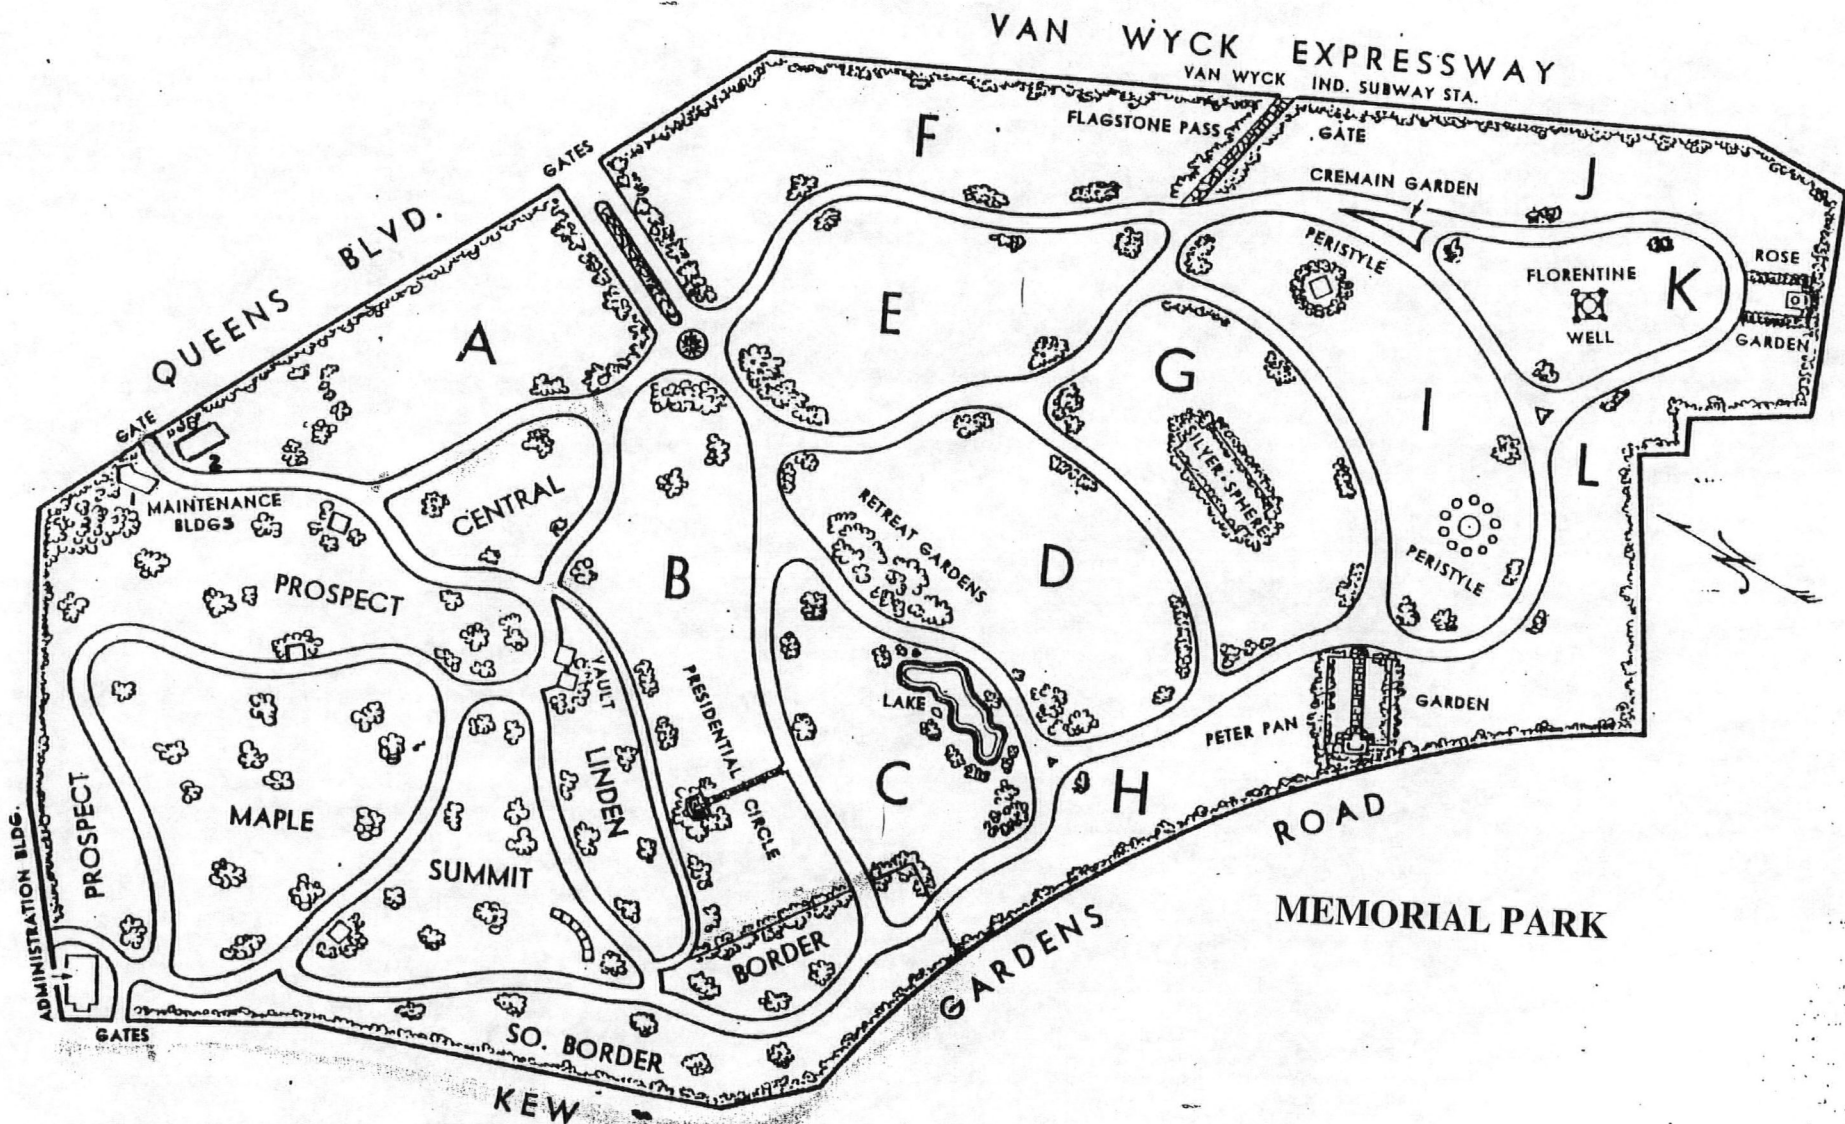 VAN WYCK EXPRESSWAY
VAN WYCK IND. SUBWAY STA.
FLAGSTONE PASS
GATE
F
GATES
CREMAIN GARDEN
J
QUEENS BLVD.
PERISTYLE
ROSE
GARDEN
FLORENTINE
WELL
K
A
E
G
I
L
GATE
2
1
MAINTENANCE
BLDGS
CENTRAL
SILVER·SPHERE
RETREAT GARDENS
D
B
PERISTYLE
PROSPECT
VAULT
PRESIDENTIAL
CIRCLE
LAKE
PETER PAN
GARDEN
LINDEN
C
H
PROSPECT
MAPLE
SUMMIT
BORDER
ADMINISTRATION BLDG.
GATES
SO. BORDER
KEW GARDENS ROAD
MEMORIAL PARK